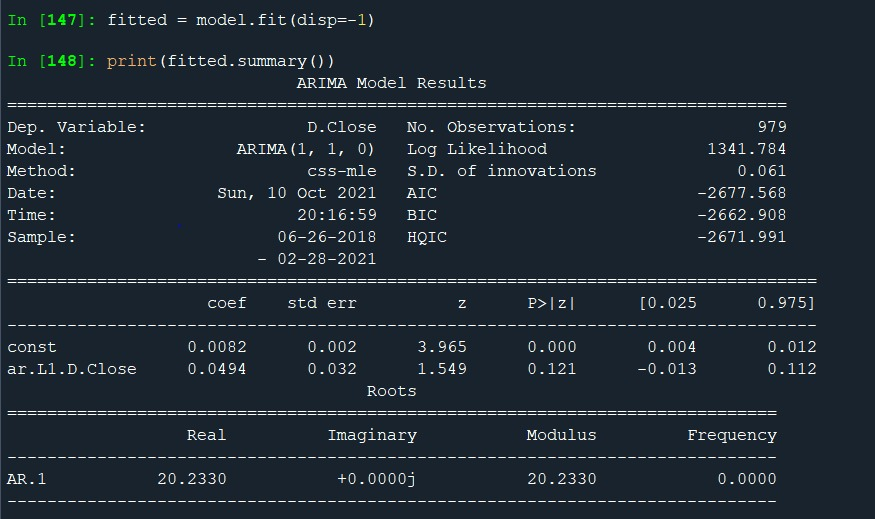 In [147]: fitted = model.fit(disp=-1)
In [148]: print(fitted.summary())
ARIMA Model Results
==============================================================================
Dep. Variable: D.Close No. Observations: 979
Model: ARIMA(1, 1, 0) Log Likelihood 1341.784
Method: css-mle S.D. of innovations 0.061
Date: Sun, 10 Oct 2021 AIC -2677.568
Time: 20:16:59 BIC -2662.908
Sample: 06-26-2018 HQIC -2671.991
- 02-28-2021
=================================================================================
coef std err z P>|z| [0.025 0.975]
---------------------------------------------------------------------------------
const 0.0082 0.002 3.965 0.000 0.004 0.012
ar.L1.D.Close 0.0494 0.032 1.549 0.121 -0.013 0.112
Roots
=============================================================================
Real Imaginary Modulus Frequency
-----------------------------------------------------------------------------
AR.1 20.2330 +0.0000j 20.2330 0.0000
-----------------------------------------------------------------------------